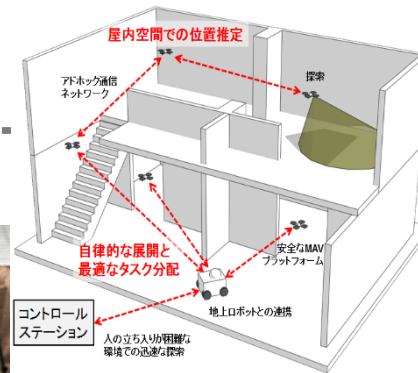 屋内空間での位置推定
アドホック通信
ネットワーク
探索
自律的な展開と
最適なタスク分配
安全なMAV
プラットフォーム
地上ロボットとの連携
コントロール
ステーション
人の立ち入りが困難な
環境での迅速な探索